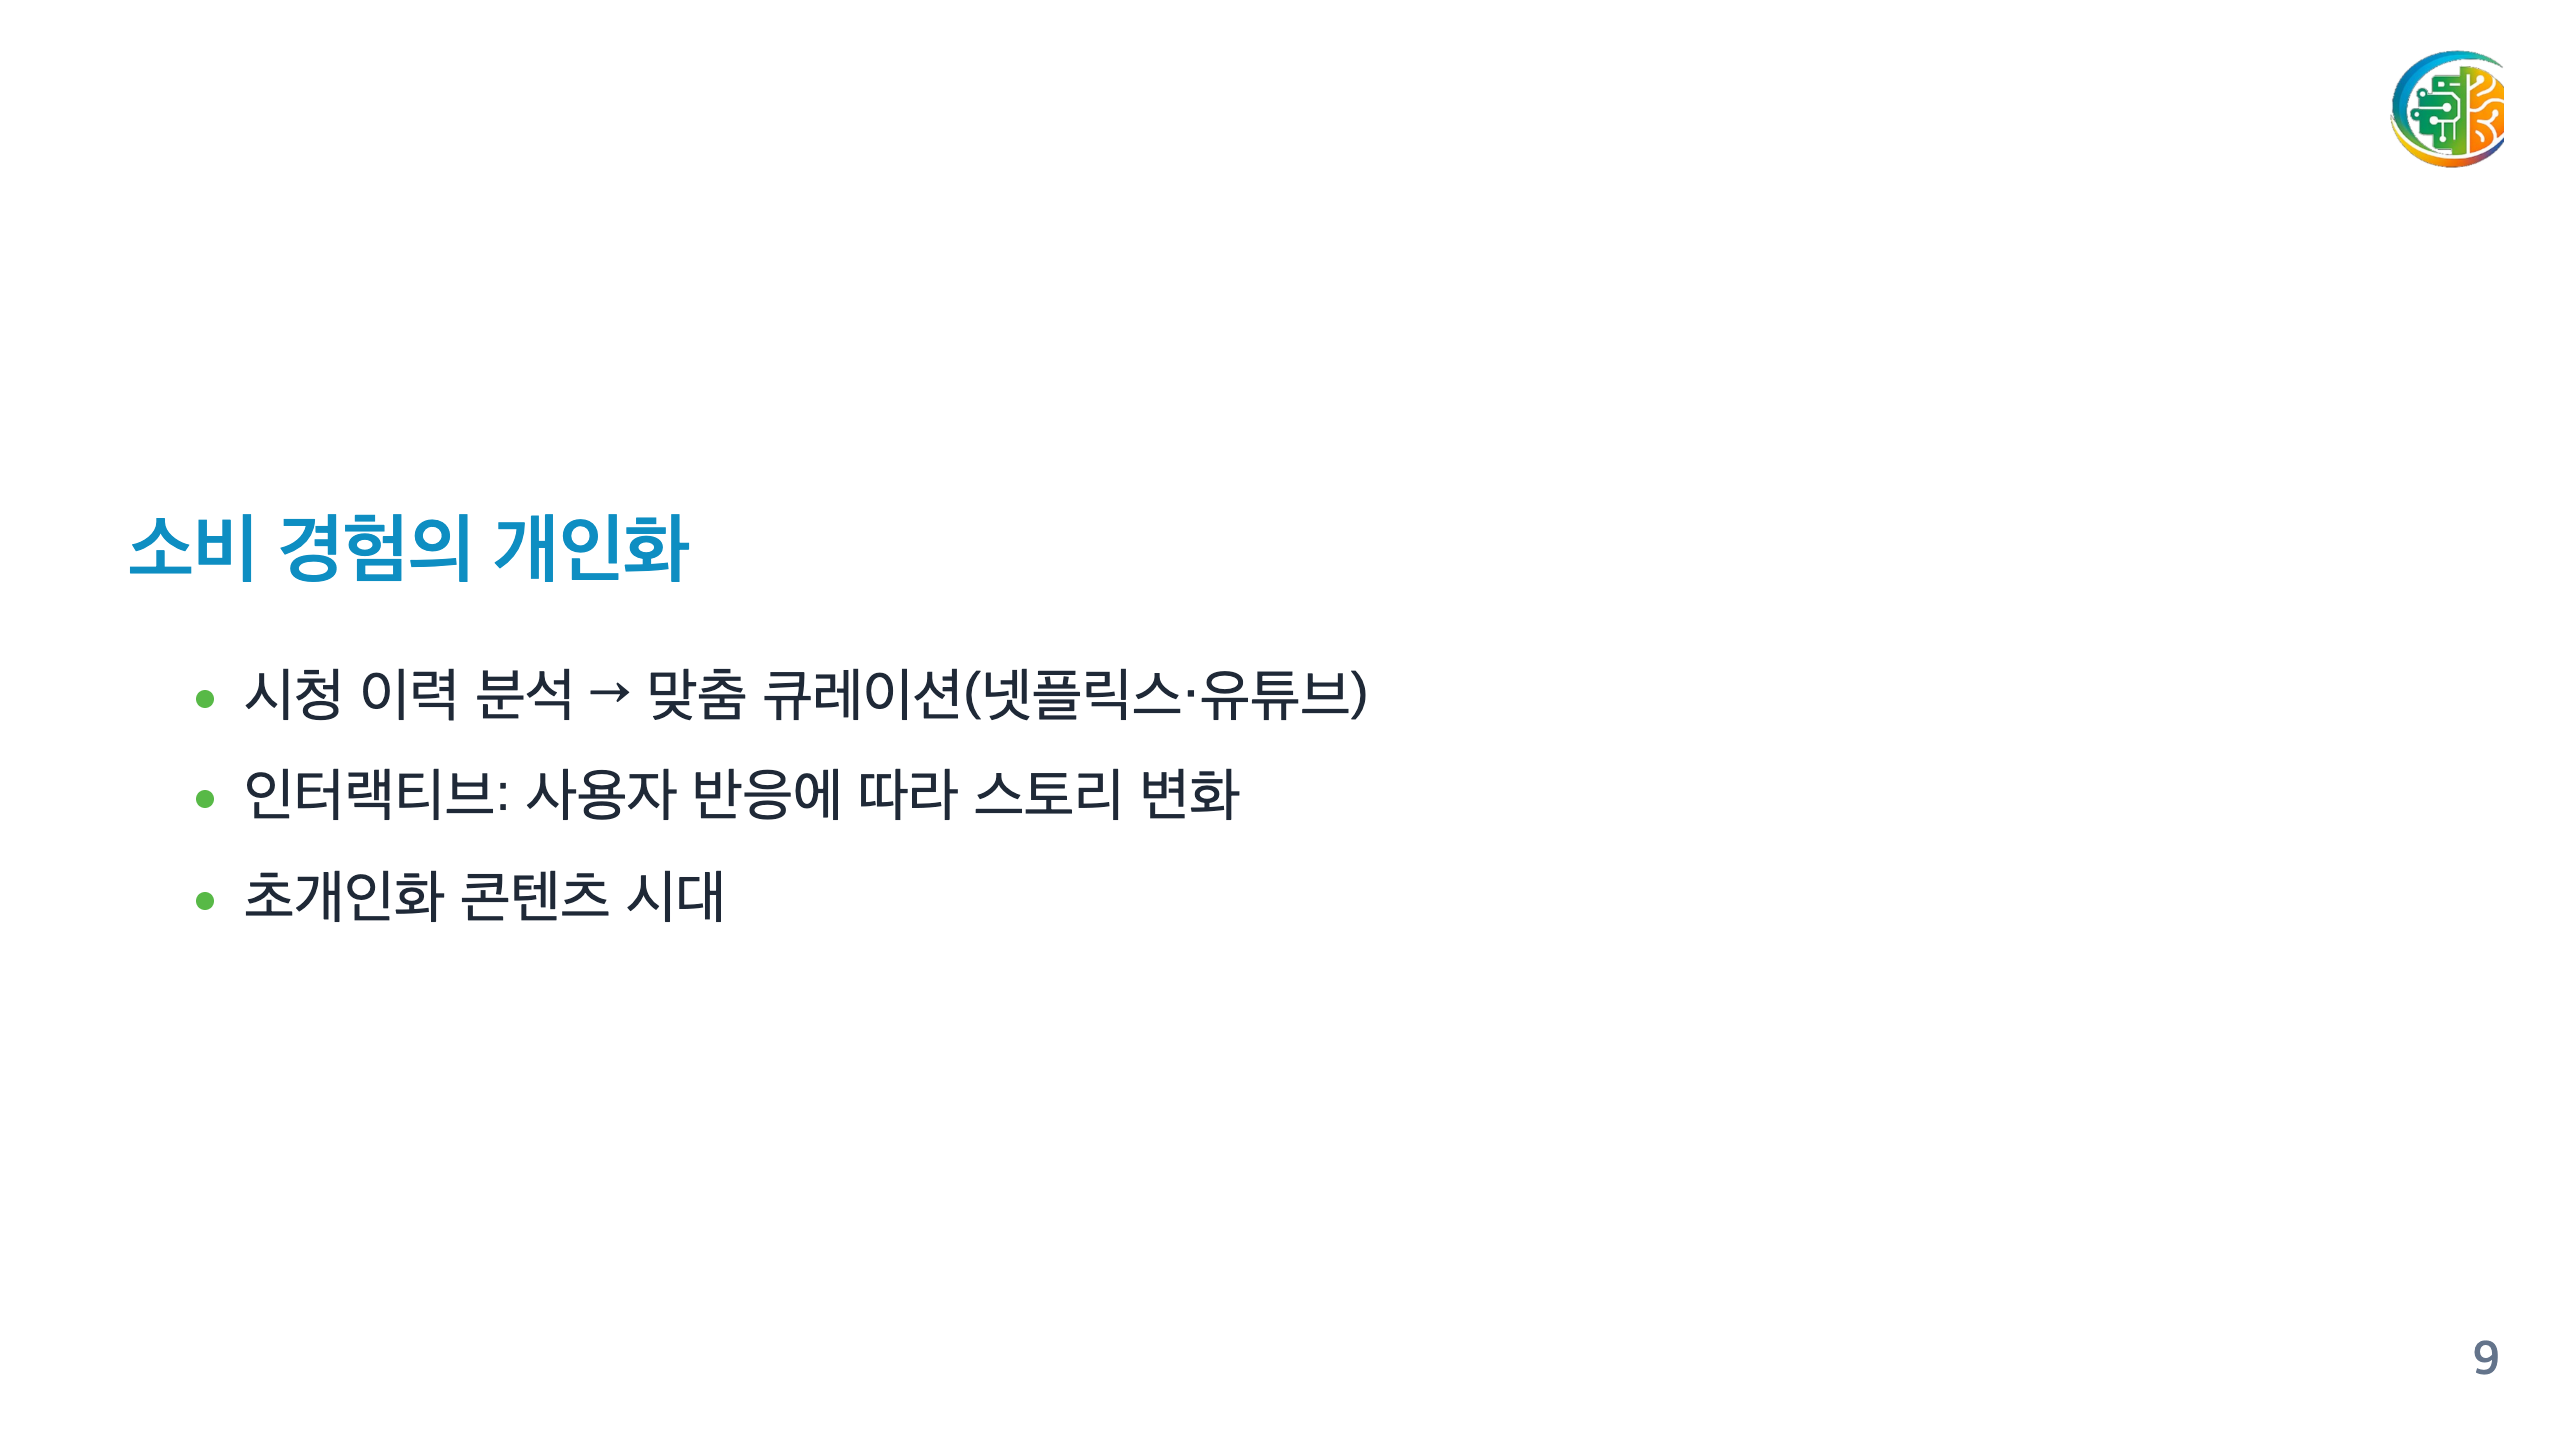 소비 경험의 개인화
• 시청 이력 분석 → 맞춤 큐레이션(넷플릭스·유튜브)
• 인터랙티브: 사용자 반응에 따라 스토리 변화
• 초개인화 콘텐츠 시대
9